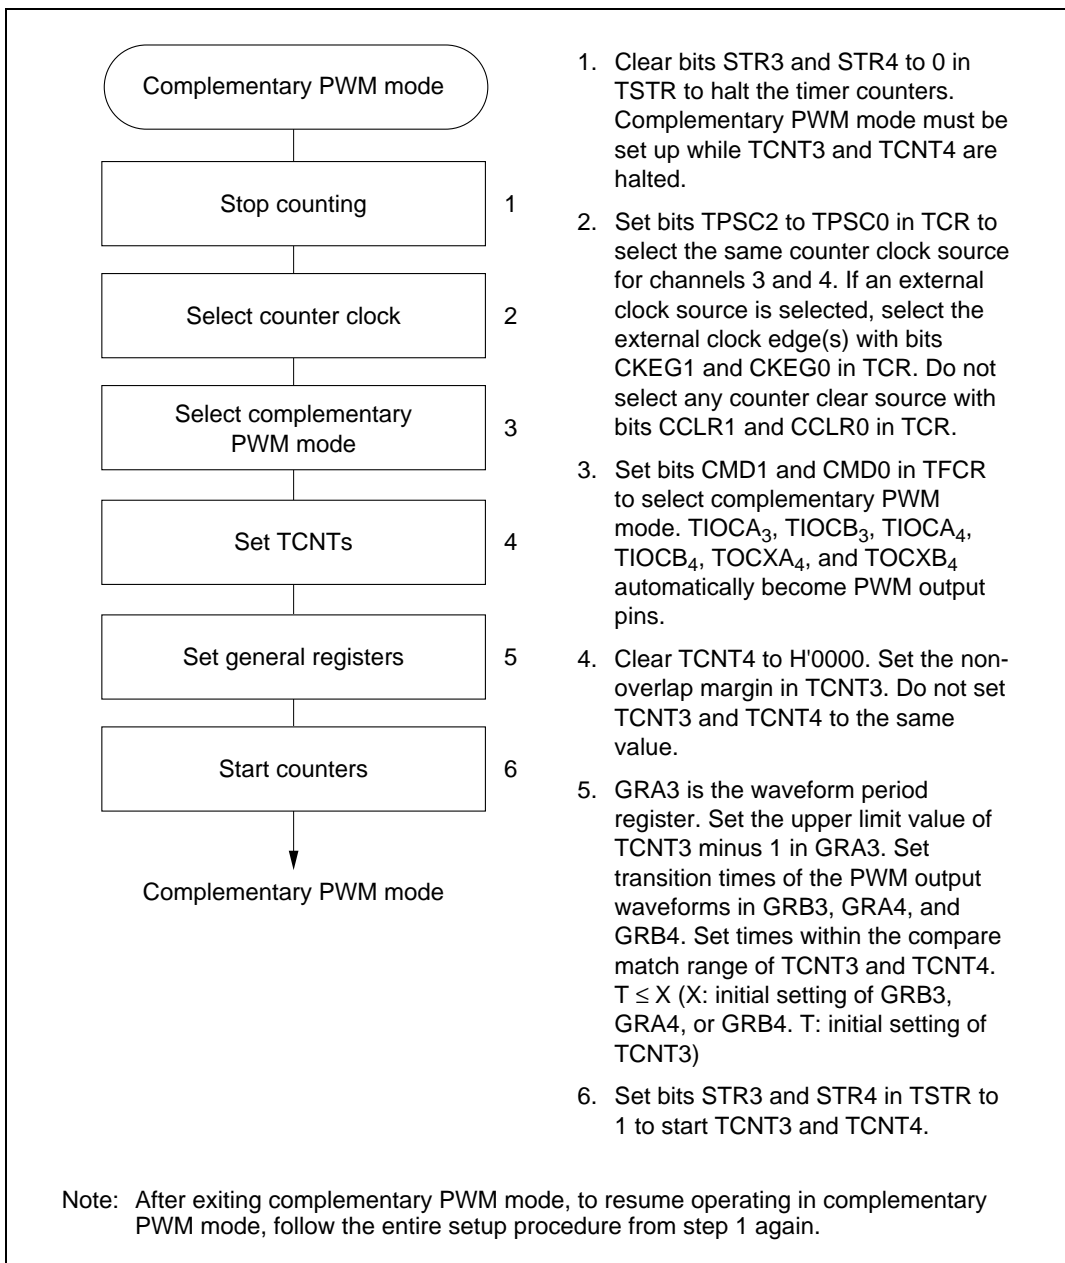 Complementary PWM mode
Stop counting
1
Select counter clock
2
Select complementary
PWM mode
3
Set TCNTs
4
Set general registers
5
Start counters
6
Complementary PWM mode
1. Clear bits STR3 and STR4 to 0 in
TSTR to halt the timer counters.
Complementary PWM mode must be
set up while TCNT3 and TCNT4 are
halted.
2. Set bits TPSC2 to TPSC0 in TCR to
select the same counter clock source
for channels 3 and 4. If an external
clock source is selected, select the
external clock edge(s) with bits
CKEG1 and CKEG0 in TCR. Do not
select any counter clear source with
bits CCLR1 and CCLR0 in TCR.
3. Set bits CMD1 and CMD0 in TFCR
to select complementary PWM
mode. TIOCA₃, TIOCB₃, TIOCA₄,
TIOCB₄, TOCXA₄, and TOCXB₄
automatically become PWM output
pins.
4. Clear TCNT4 to H'0000. Set the non-
overlap margin in TCNT3. Do not set
TCNT3 and TCNT4 to the same
value.
5. GRA3 is the waveform period
register. Set the upper limit value of
TCNT3 minus 1 in GRA3. Set
transition times of the PWM output
waveforms in GRB3, GRA4, and
GRB4. Set times within the compare
match range of TCNT3 and TCNT4.
T ≤ X (X: initial setting of GRB3,
GRA4, or GRB4. T: initial setting of
TCNT3)
6. Set bits STR3 and STR4 in TSTR to
1 to start TCNT3 and TCNT4.
Note: After exiting complementary PWM mode, to resume operating in complementary
PWM mode, follow the entire setup procedure from step 1 again.